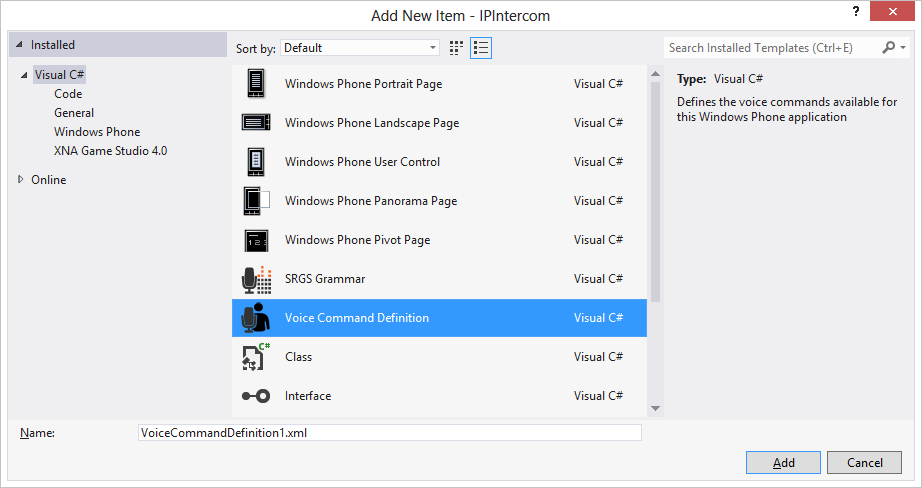 Add New Item - IPIntercom
?
Installed
Visual C#
Code
General
Windows Phone
XNA Game Studio 4.0
Online
Sort by: Default
Windows Phone Portrait Page Visual C#
Windows Phone Landscape Page Visual C#
Windows Phone User Control Visual C#
Windows Phone Panorama Page Visual C#
Windows Phone Pivot Page Visual C#
SRGS Grammar Visual C#
Voice Command Definition Visual C#
C#
Class Visual C#
Interface Visual C#
Search Installed Templates (Ctrl+E)
Type: Visual C#
Defines the voice commands available for
this Windows Phone application
Name: VoiceCommandDefinition1.xml
Add Cancel